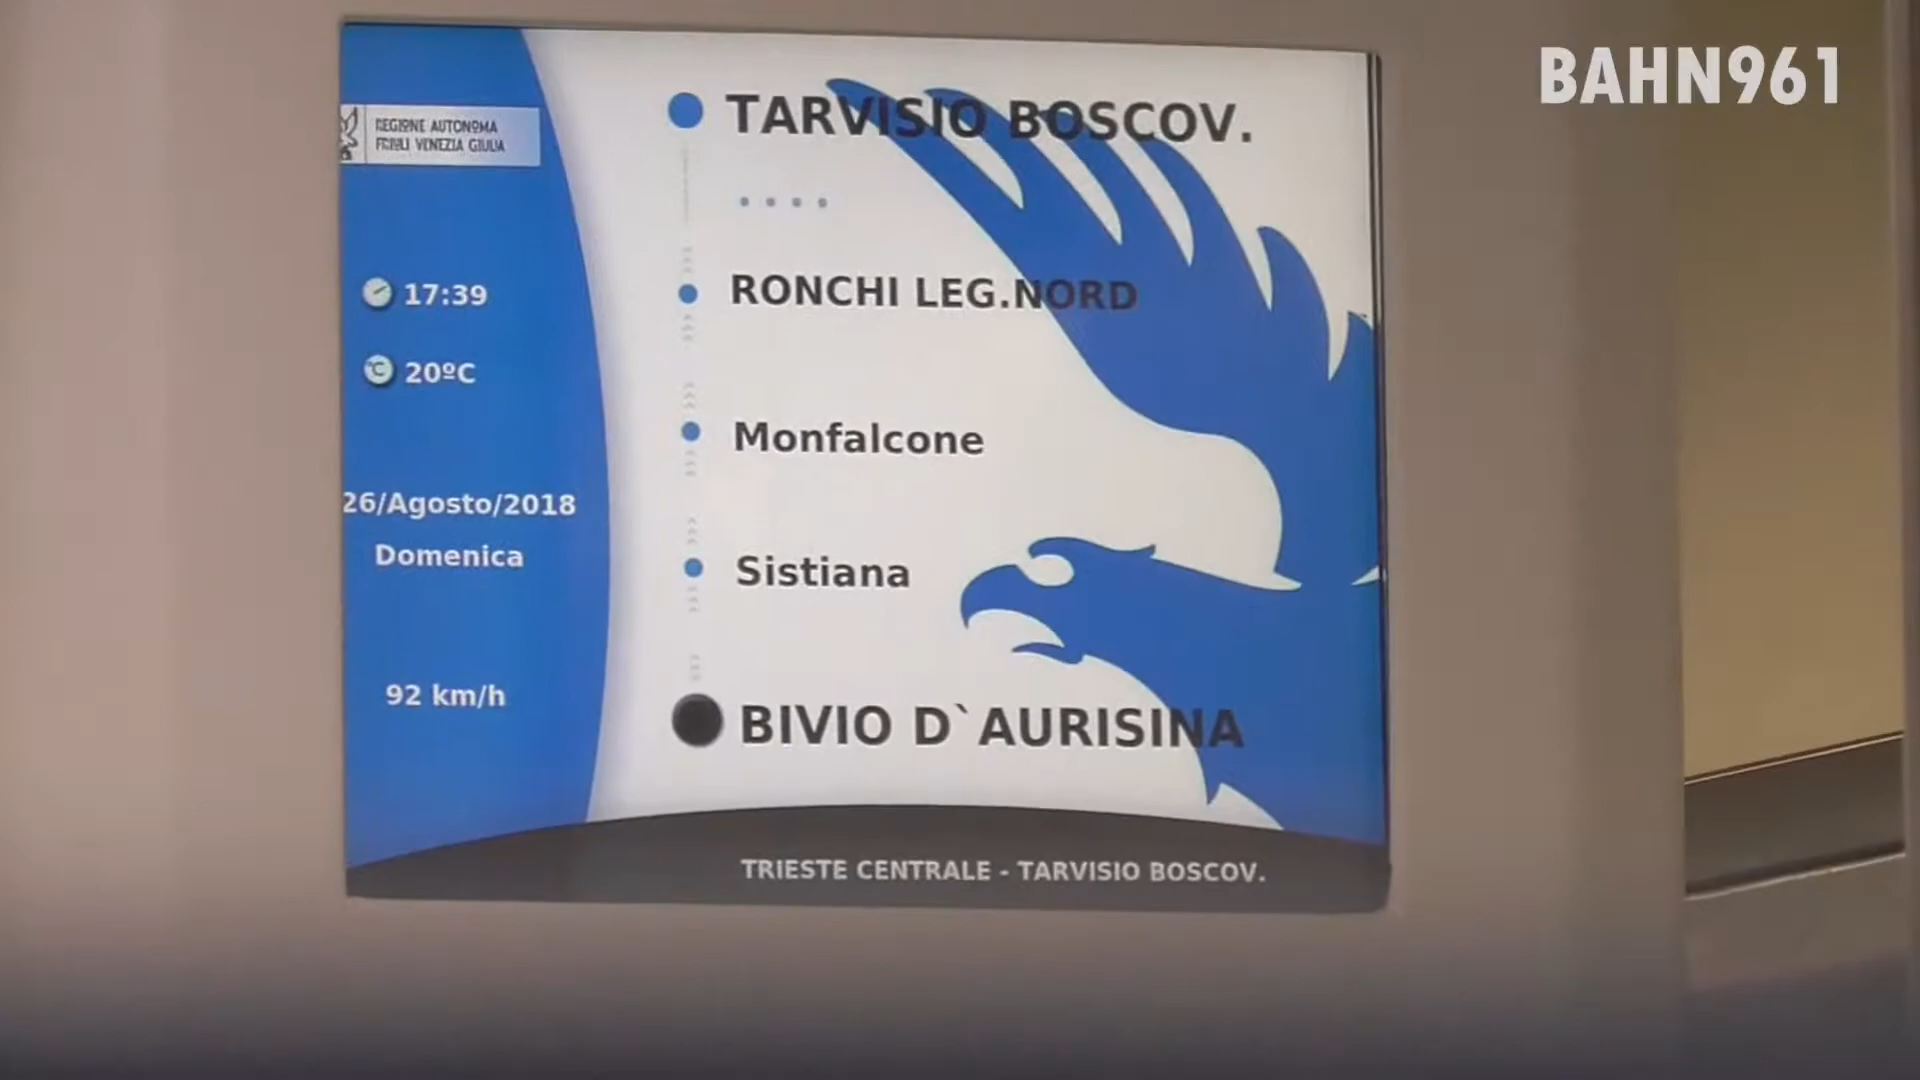 BAHN961
REGIONE AUTONOMA
FRIULI VENEZIA GIULIA
17:39
20ºC
26/Agosto/2018
Domenica
92 km/h
TARVISIO BOSCOV.
RONCHI LEG.NORD
Monfalcone
Sistiana
BIVIO D`AURISINA
TRIESTE CENTRALE - TARVISIO BOSCOV.